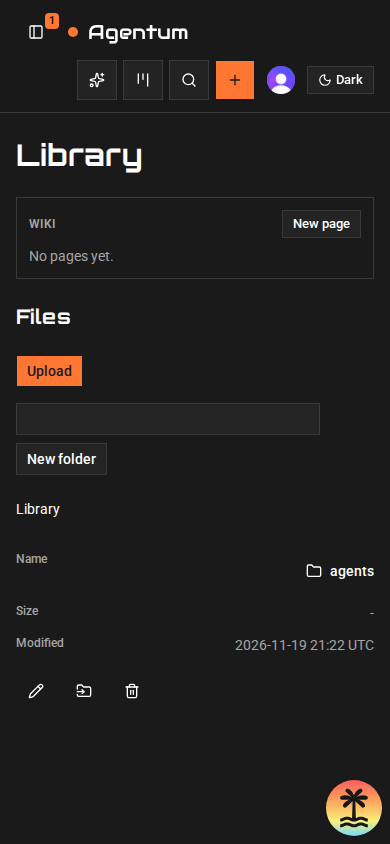 1
Agentum
Dark
Library
WIKI
New page
No pages yet.
Files
Upload
New folder
Library
Name
agents
Size
-
Modified
2026-11-19 21:22 UTC